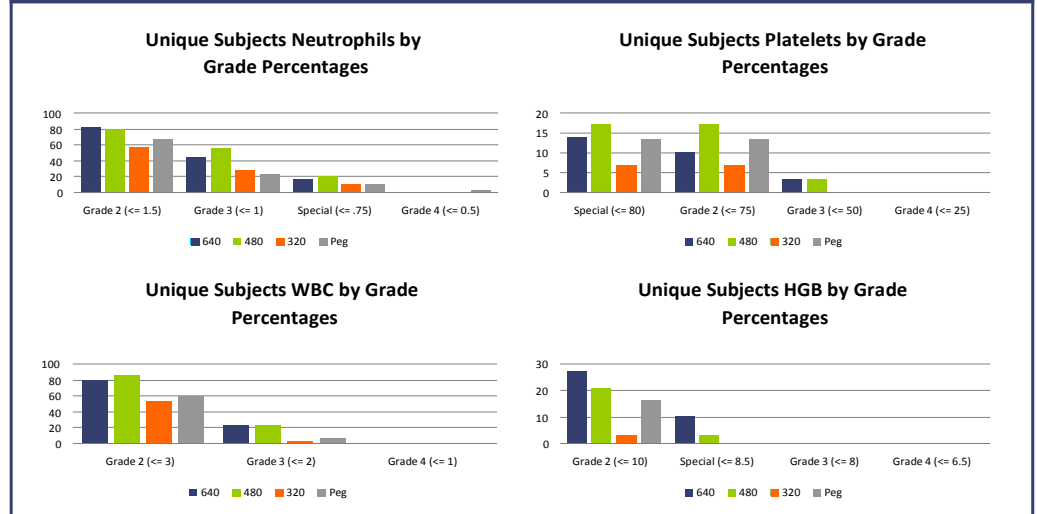 Unique Subjects Neutrophils by
Grade Percentages
100
80
60
40
20
0
Grade 2 (<= 1.5) Grade 3 (<= 1) Special (<= .75) Grade 4 (<= 0.5)
640 480 320 Peg
Unique Subjects Platelets by Grade
Percentages
20
15
10
5
0
Special (<= 80) Grade 2 (<= 75) Grade 3 (<= 50) Grade 4 (<= 25)
640 480 320 Peg
Unique Subjects WBC by Grade
Percentages
100
80
60
40
20
0
Grade 2 (<= 3) Grade 3 (<= 2) Grade 4 (<= 1)
640 480 320 Peg
Unique Subjects HGB by Grade
Percentages
30
20
10
0
Grade 2 (<= 10) Special (<= 8.5) Grade 3 (<= 8) Grade 4 (<= 6.5)
640 480 320 Peg